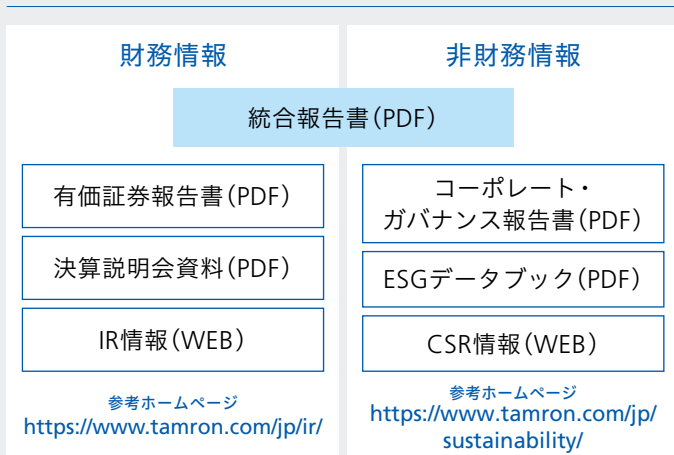 財務情報
非財務情報
統合報告書（PDF）
有価証券報告書（PDF）
決算説明会資料（PDF）
IR情報（WEB）
参考ホームページ
https://www.tamron.com/jp/ir/
コーポレート・
ガバナンス報告書（PDF）
ESGデータブック（PDF）
CSR情報（WEB）
参考ホームページ
https://www.tamron.com/jp/
sustainability/